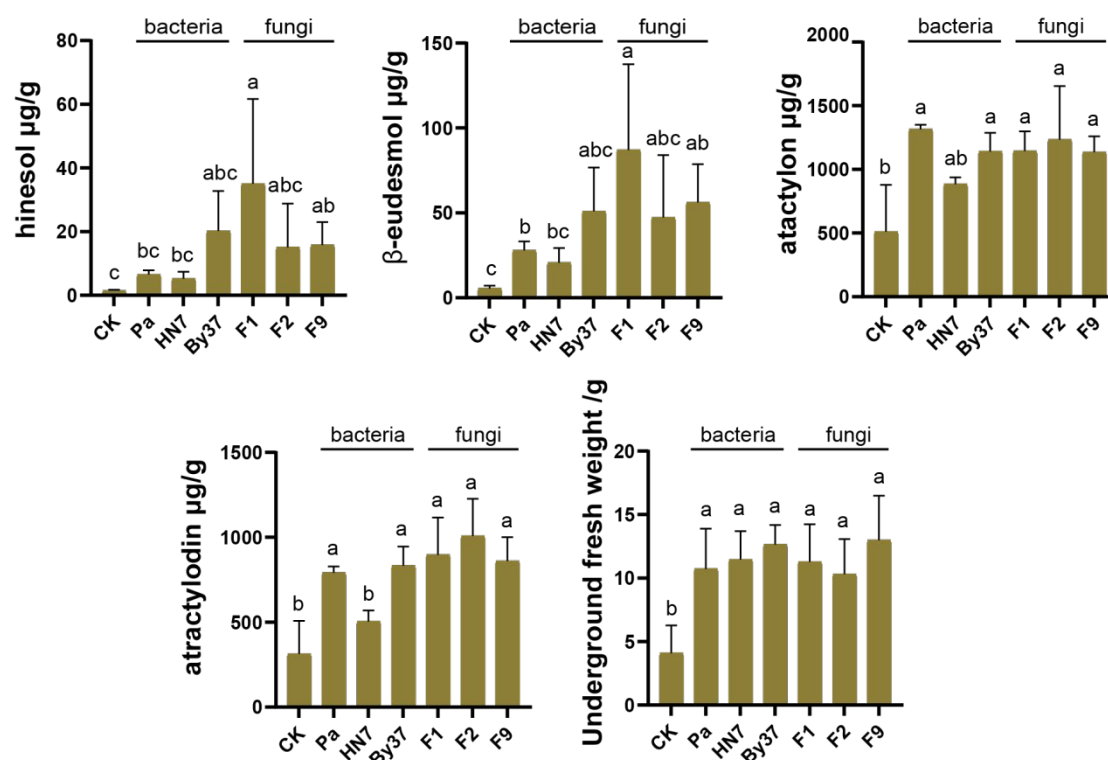 hinesol µg/g
bacteria fungi
80
60
40
20
0
c
bc
bc
abc
a
abc
ab
CK Pa HN7 By37 F1 F2 F9
β-eudesmol µg/g
bacteria fungi
150
100
50
0
c
b
bc
abc
a
abc
ab
CK Pa HN7 By37 F1 F2 F9
atactylon µg/g
bacteria fungi
2000
1500
1000
500
0
b
a
ab
a
a
a
a
CK Pa HN7 By37 F1 F2 F9
atractylodin µg/g
bacteria fungi
1500
1000
500
0
b
a
b
a
a
a
a
CK Pa HN7 By37 F1 F2 F9
Underground fresh weight /g
bacteria fungi
20
15
10
5
0
b
a
a
a
a
a
a
CK Pa HN7 By37 F1 F2 F9